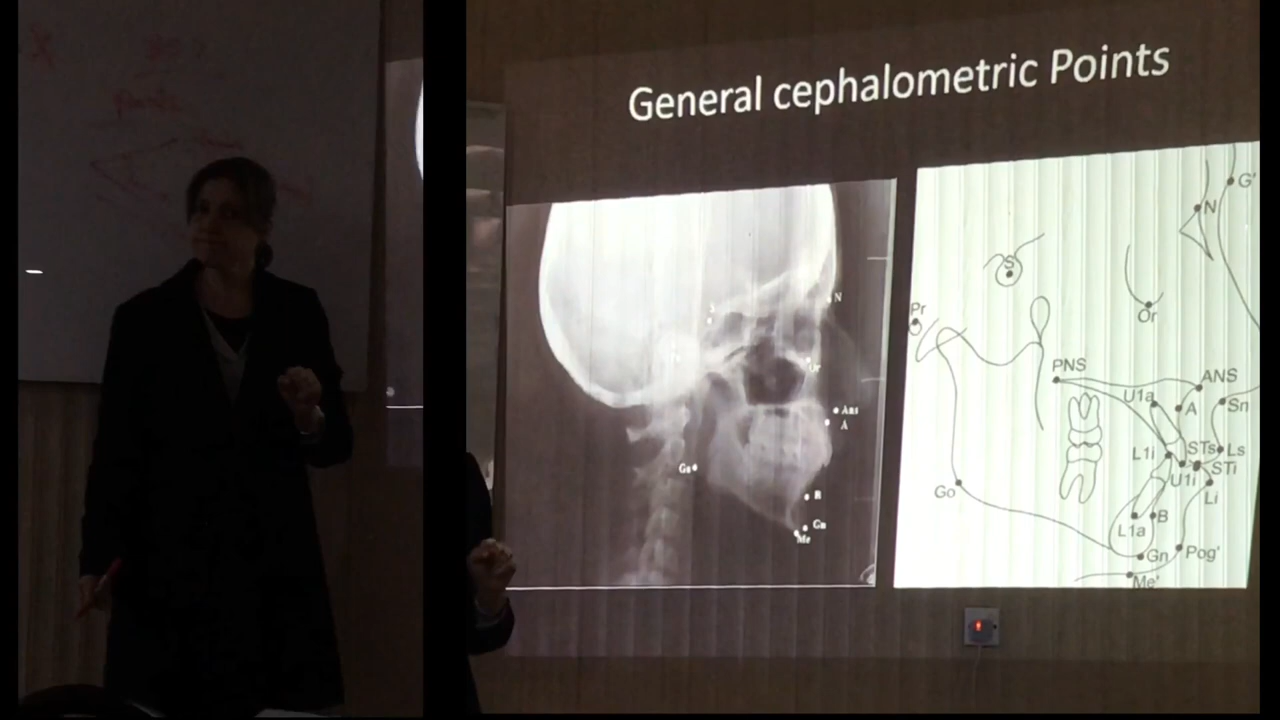 General cephalometric Points
S
N
Or
Ans
A
Go
B
Gn
Me
G'
N
S
Or
Pr
PNS
ANS
U1a
A
Sn
L1i
STs
Ls
STi
U1i
Li
Go
L1a
B
Gn
Pog'
Me'